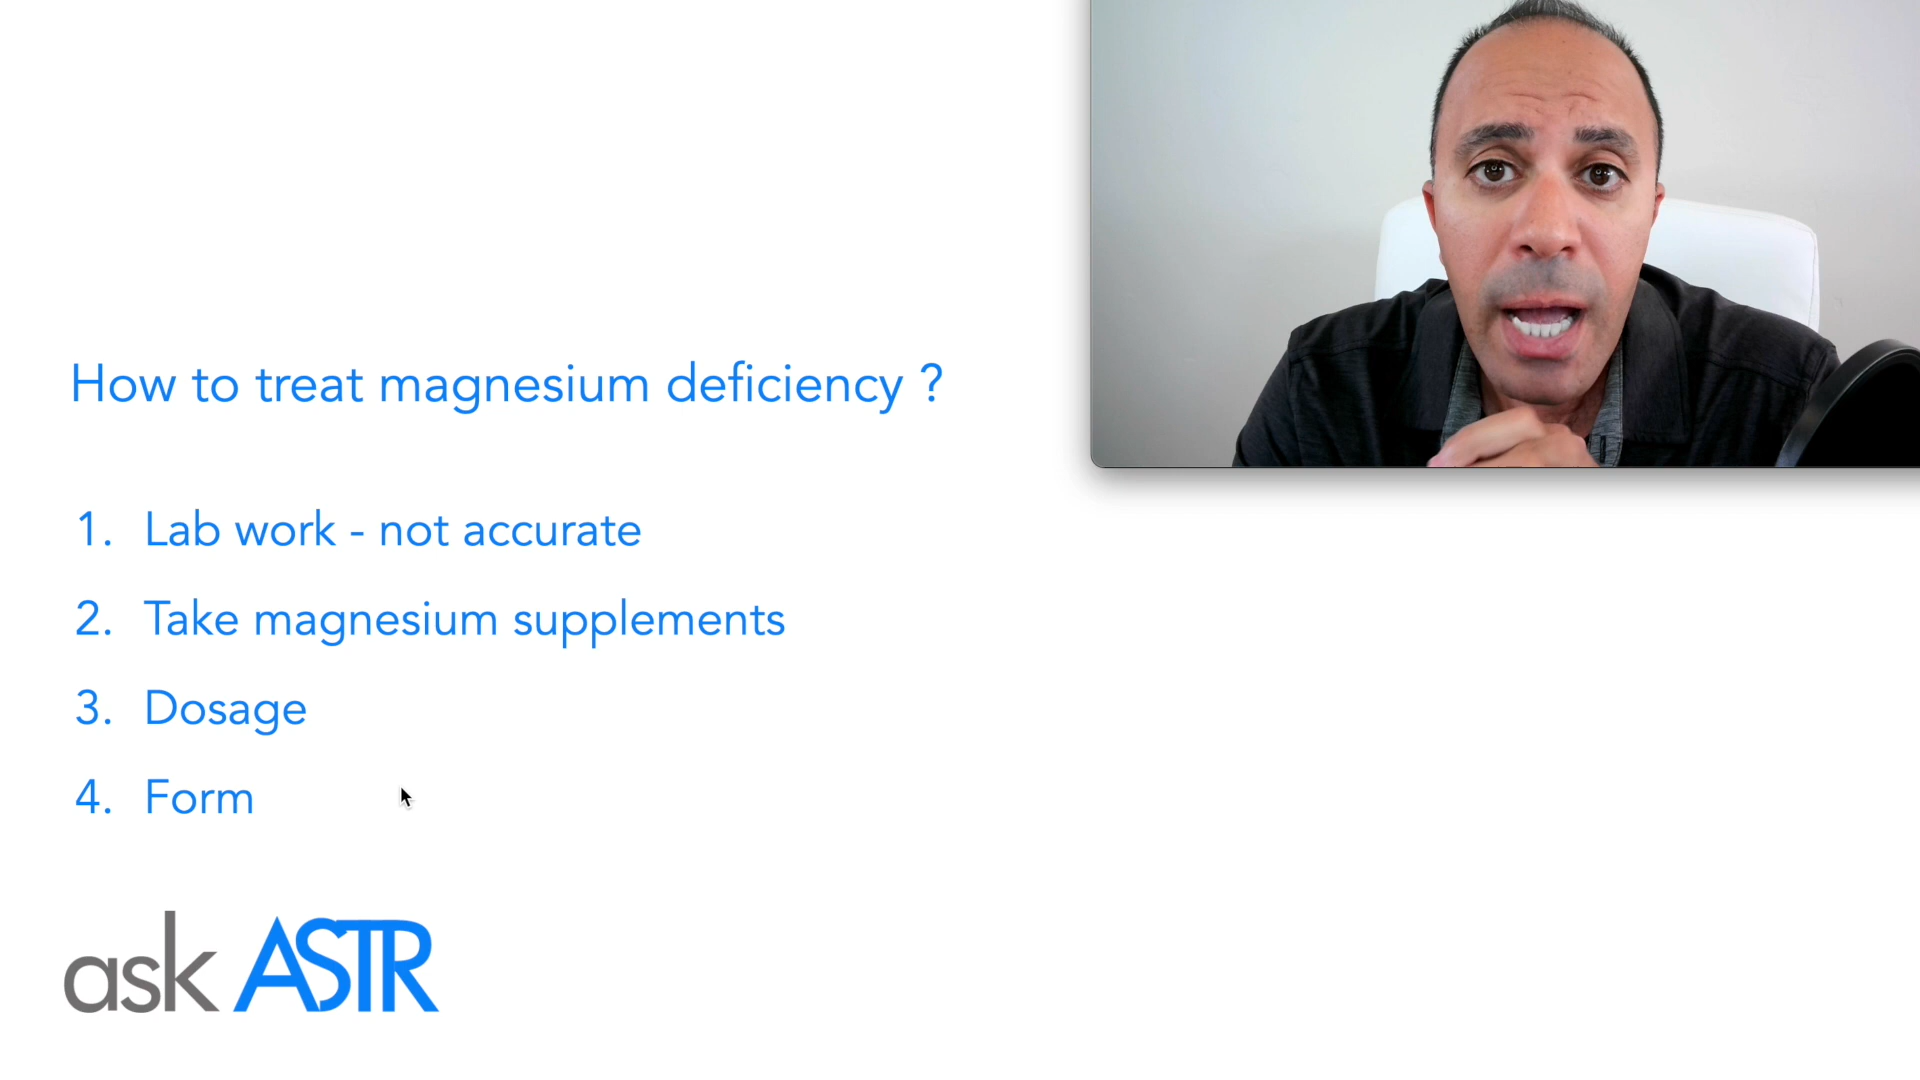 How to treat magnesium deficiency ?
1. Lab work - not accurate
2. Take magnesium supplements
3. Dosage
4. Form
ask ASTR